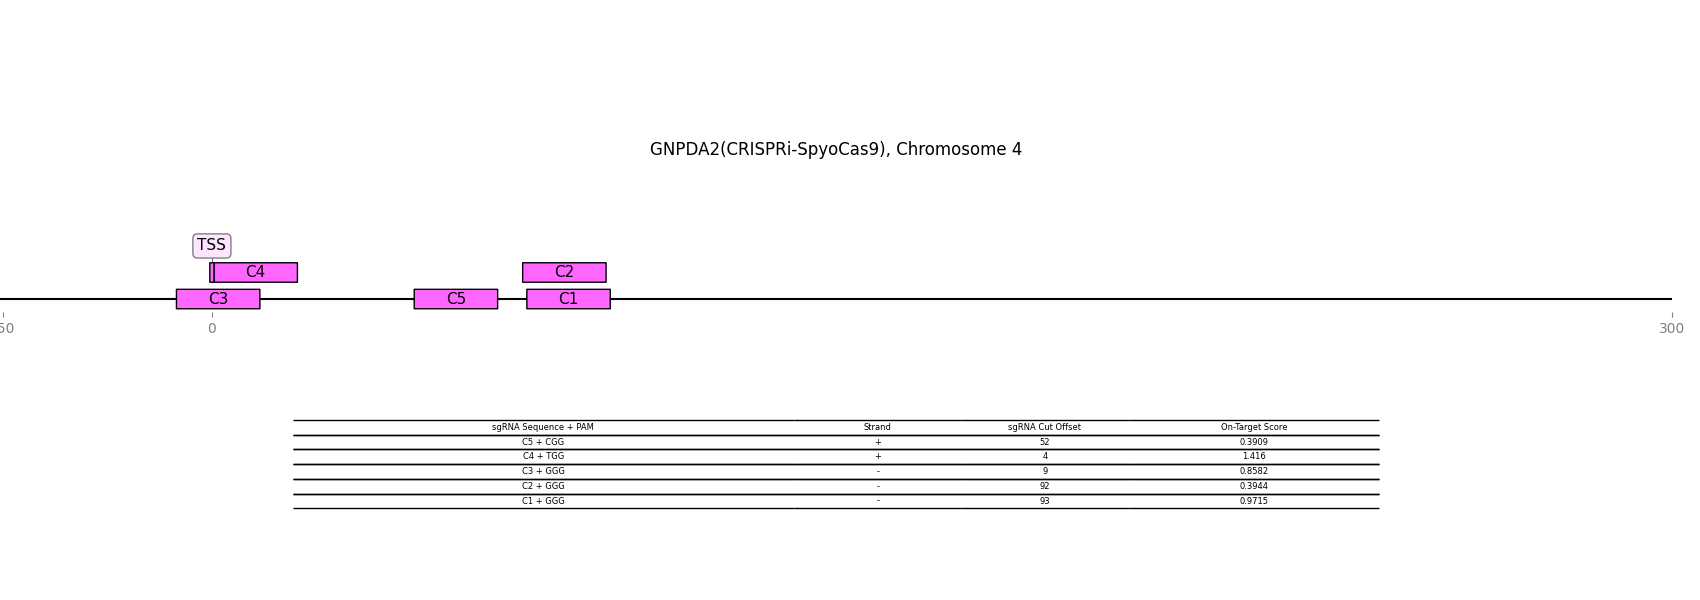 GNPDA2(CRISPRi-SpyoCas9), Chromosome 4
TSS
C4 C2
C3 C5 C1
50 0 300
sgRNA Sequence + PAM Strand sgRNA Cut Offset On-Target Score
C5 + CGG + 52 0.3909
C4 + TGG + 4 1.416
C3 + GGG - 9 0.8582
C2 + GGG - 92 0.3944
C1 + GGG - 93 0.9715